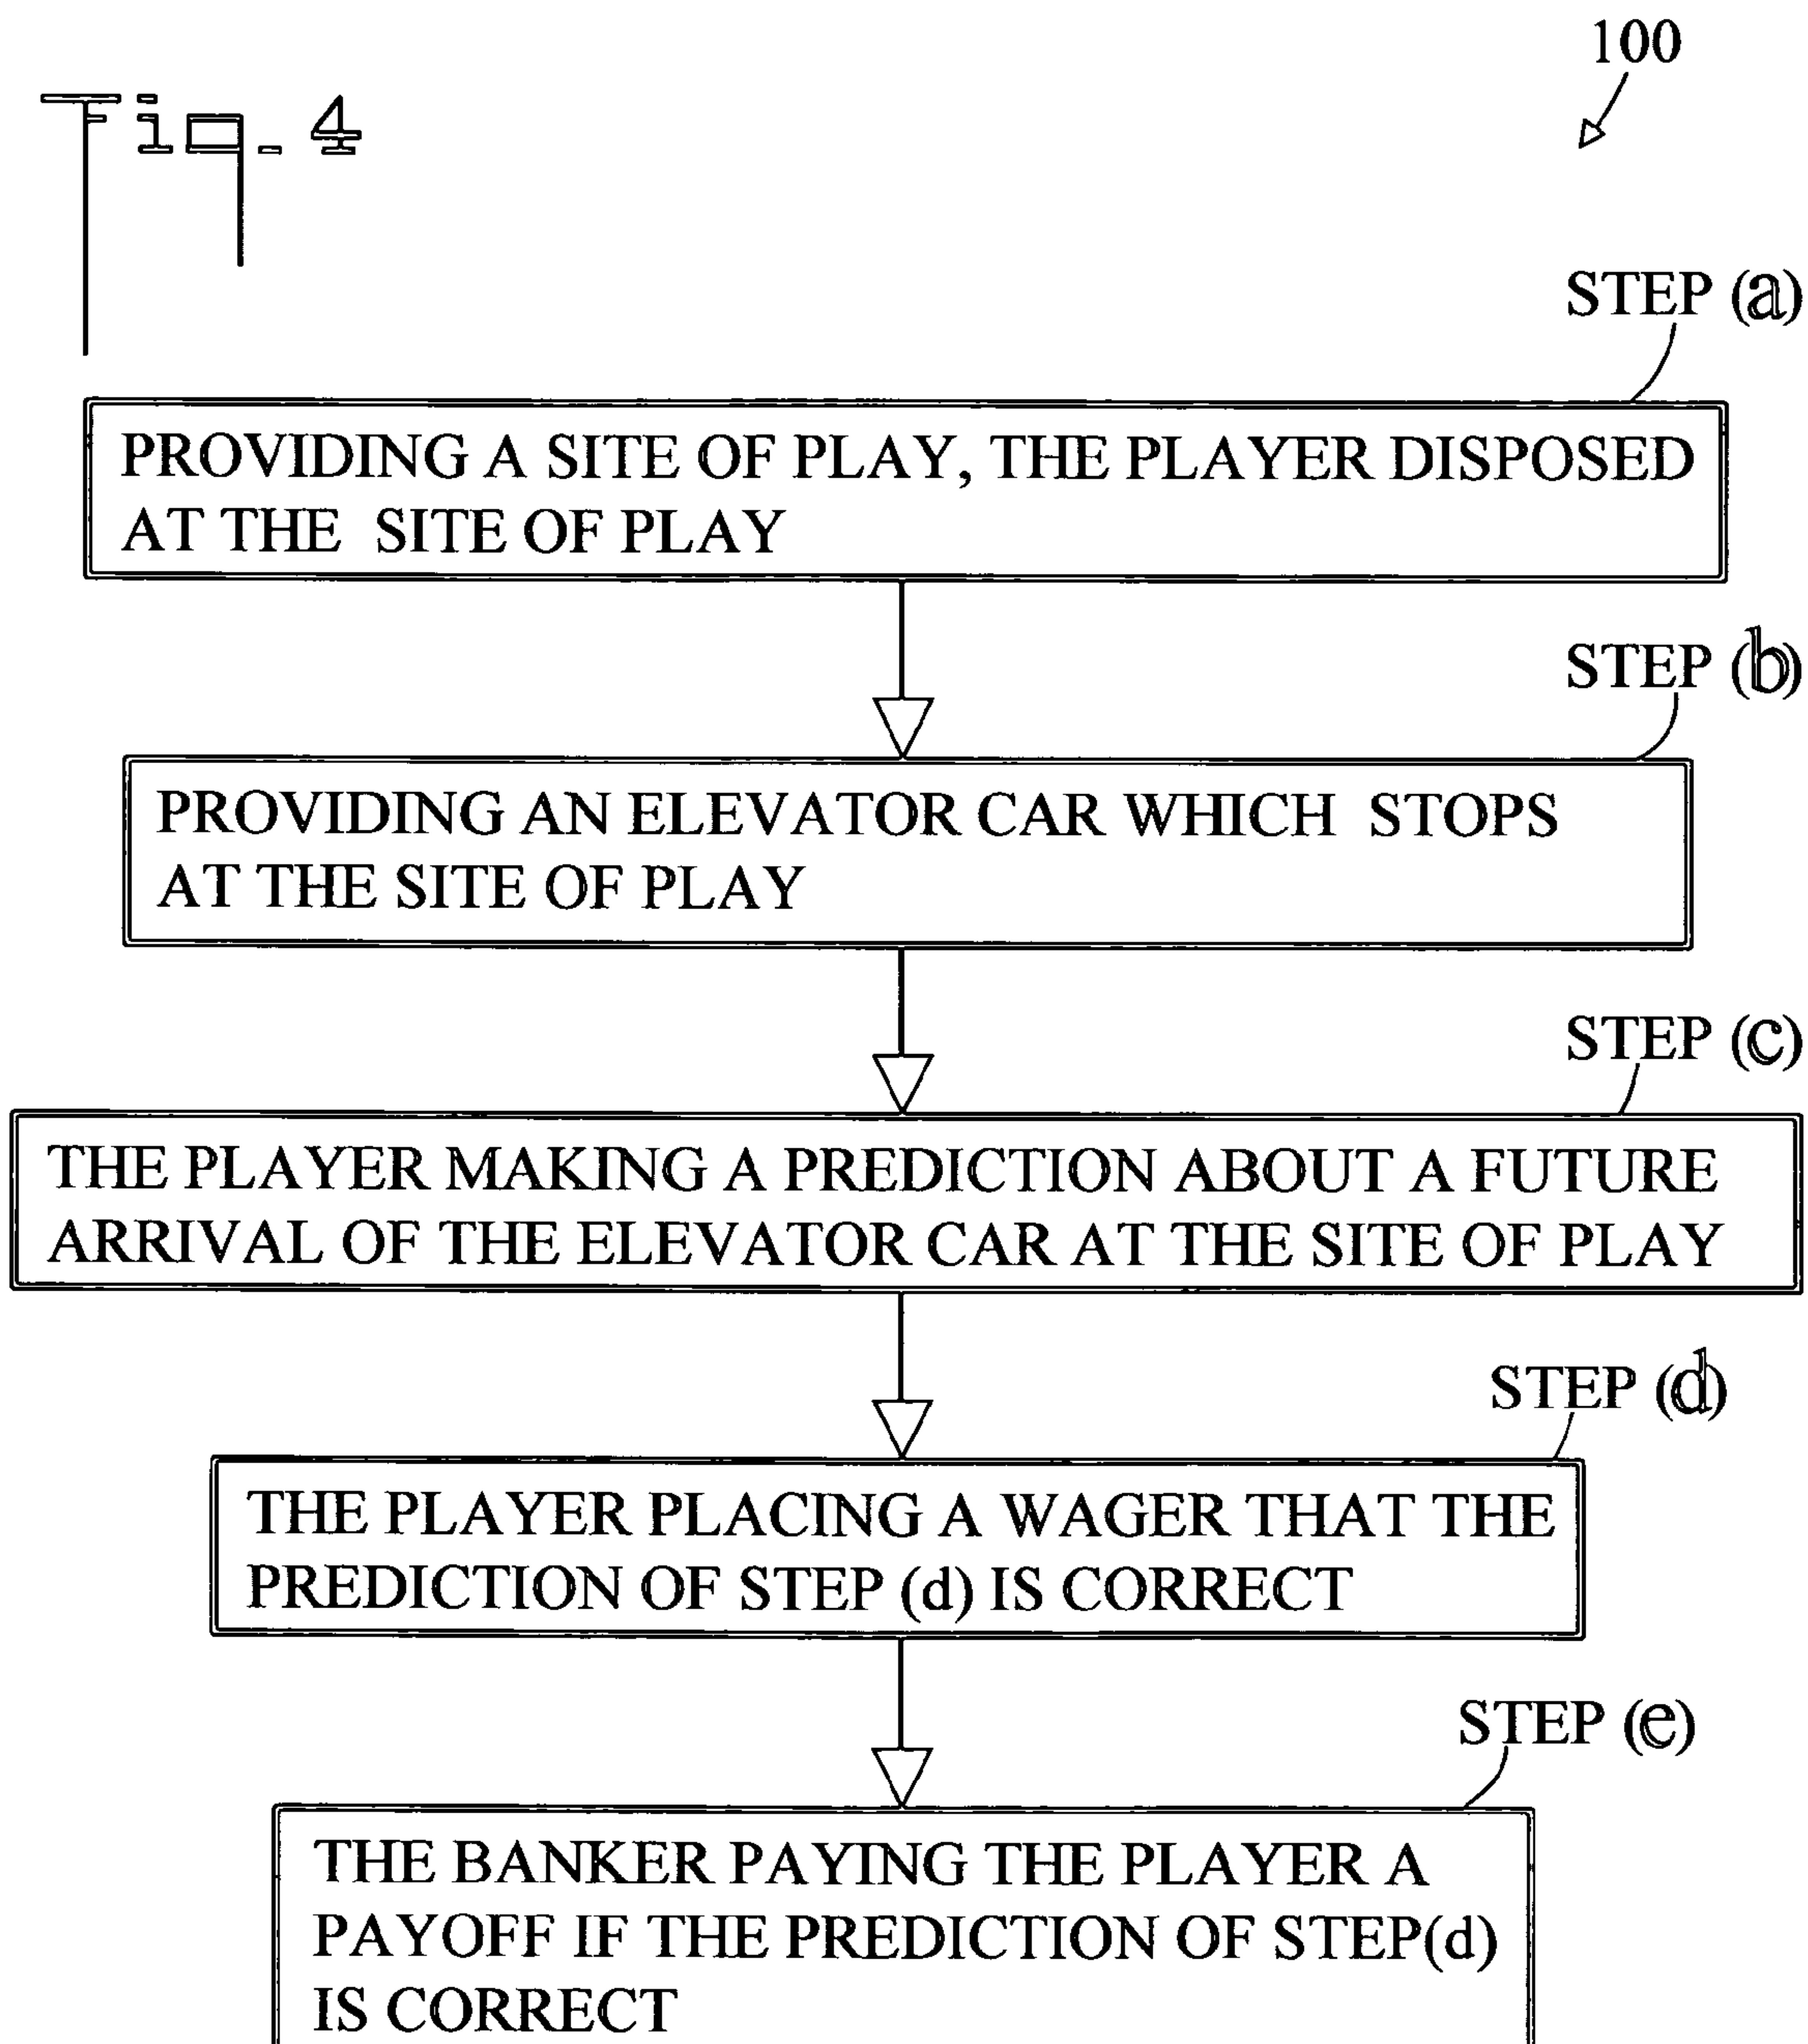 100
Fig. 4
STEP (a)
PROVIDING A SITE OF PLAY, THE PLAYER DISPOSED
AT THE SITE OF PLAY
STEP (b)
PROVIDING AN ELEVATOR CAR WHICH STOPS
AT THE SITE OF PLAY
STEP (c)
THE PLAYER MAKING A PREDICTION ABOUT A FUTURE
ARRIVAL OF THE ELEVATOR CAR AT THE SITE OF PLAY
STEP (d)
THE PLAYER PLACING A WAGER THAT THE
PREDICTION OF STEP (d) IS CORRECT
STEP (e)
THE BANKER PAYING THE PLAYER A
PAYOFF IF THE PREDICTION OF STEP(d)
IS CORRECT